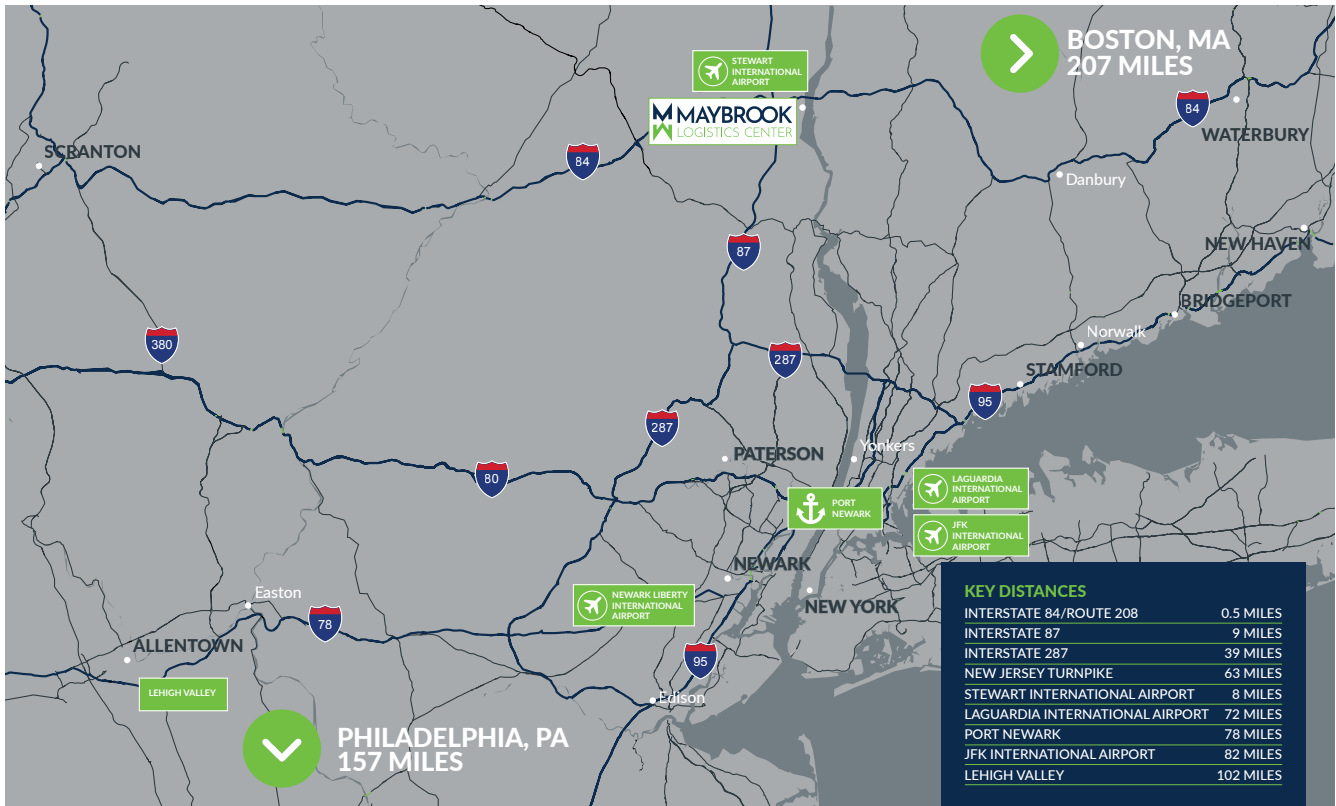 BOSTON, MA
207 MILES
STEWART
INTERNATIONAL
AIRPORT
MAYBROOK
LOGISTICS CENTER
84
WATERBURY
SCRANTON
84
Danbury
87
NEW HAVEN
BRIDGEPORT
380
287
Norwalk
STAMFORD
95
287
PATERSON
Yonkers
80
LAGUARDIA
INTERNATIONAL
AIRPORT
PORT
NEWARK
JFK
INTERNATIONAL
AIRPORT
NEWARK
Easton
NEWARK LIBERTY
INTERNATIONAL
AIRPORT
NEW YORK
78
ALLENTOWN
95
LEHIGH VALLEY
Edison
PHILADELPHIA, PA
157 MILES
KEY DISTANCES
INTERSTATE 84/ROUTE 208 0.5 MILES
INTERSTATE 87 9 MILES
INTERSTATE 287 39 MILES
NEW JERSEY TURNPIKE 63 MILES
STEWART INTERNATIONAL AIRPORT 8 MILES
LAGUARDIA INTERNATIONAL AIRPORT 72 MILES
PORT NEWARK 78 MILES
JFK INTERNATIONAL AIRPORT 82 MILES
LEHIGH VALLEY 102 MILES